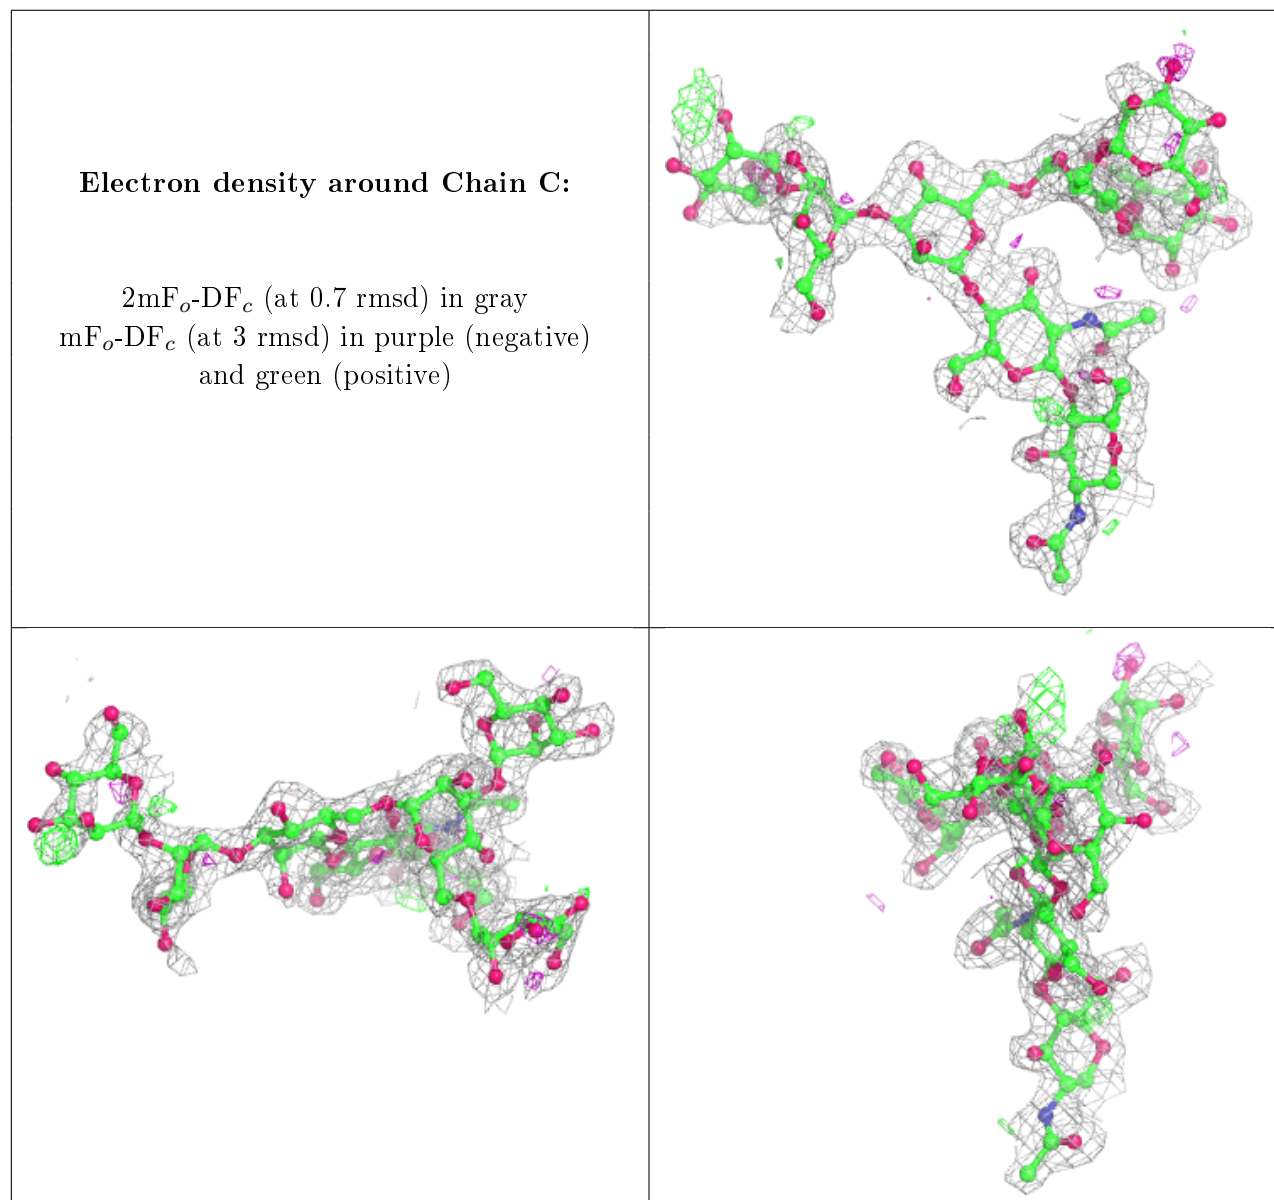 Electron density around Chain C:
2mFo-DFc (at 0.7 rmsd) in gray
mFo-DFc (at 3 rmsd) in purple (negative)
and green (positive)